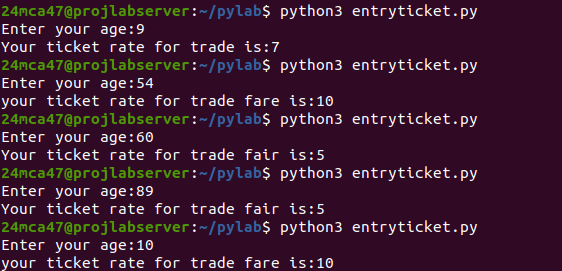 24mca47@projlabserver:~/pylab$ python3 entryticket.py
Enter your age:9
Your ticket rate for trade is:7
24mca47@projlabserver:~/pylab$ python3 entryticket.py
Enter your age:54
your ticket rate for trade fare is:10
24mca47@projlabserver:~/pylab$ python3 entryticket.py
Enter your age:60
Your ticket rate for trade fair is:5
24mca47@projlabserver:~/pylab$ python3 entryticket.py
Enter your age:89
Your ticket rate for trade fair is:5
24mca47@projlabserver:~/pylab$ python3 entryticket.py
Enter your age:10
your ticket rate for trade fare is:10